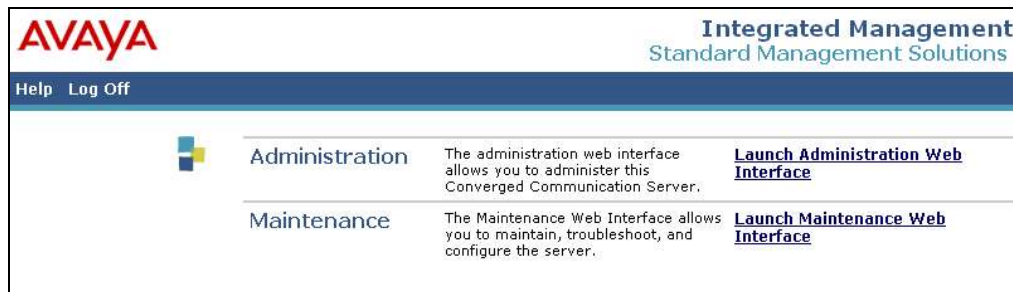 AVAYA
Integrated Management
Standard Management Solutions
Help Log Off
Administration
The administration web interface
allows you to administer this
Converged Communication Server.
Launch Administration Web
Interface
Maintenance
The Maintenance Web Interface allows
you to maintain, troubleshoot, and
configure the server.
Launch Maintenance Web
Interface